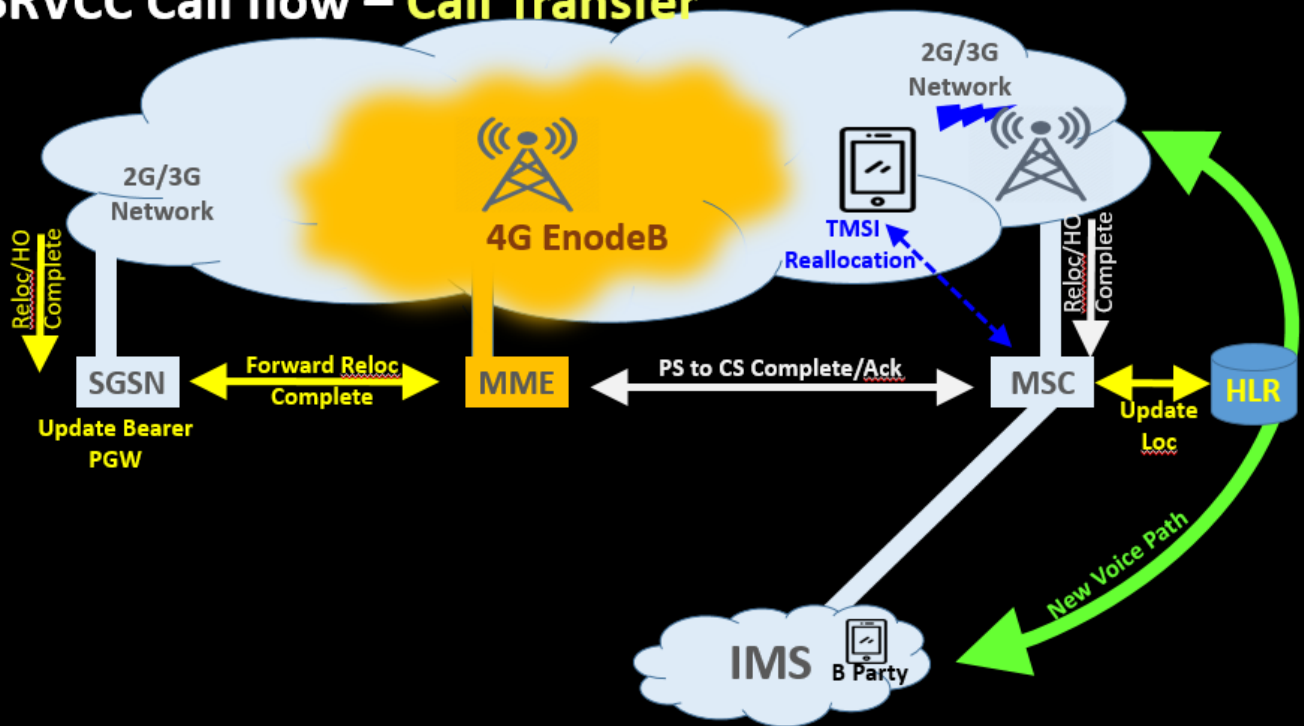 SRVCC Call flow – Call Transfer
2G/3G
Network
2G/3G
Network
4G EnodeB
TMSI
Reallocation
Reloc/HO
Complete
Reloc/HO
Complete
SGSN
Forward Reloc
Complete
MME
PS to CS Complete/Ack
MSC
HLR
Update
Loc
Update Bearer
PGW
New Voice Path
IMS
B Party